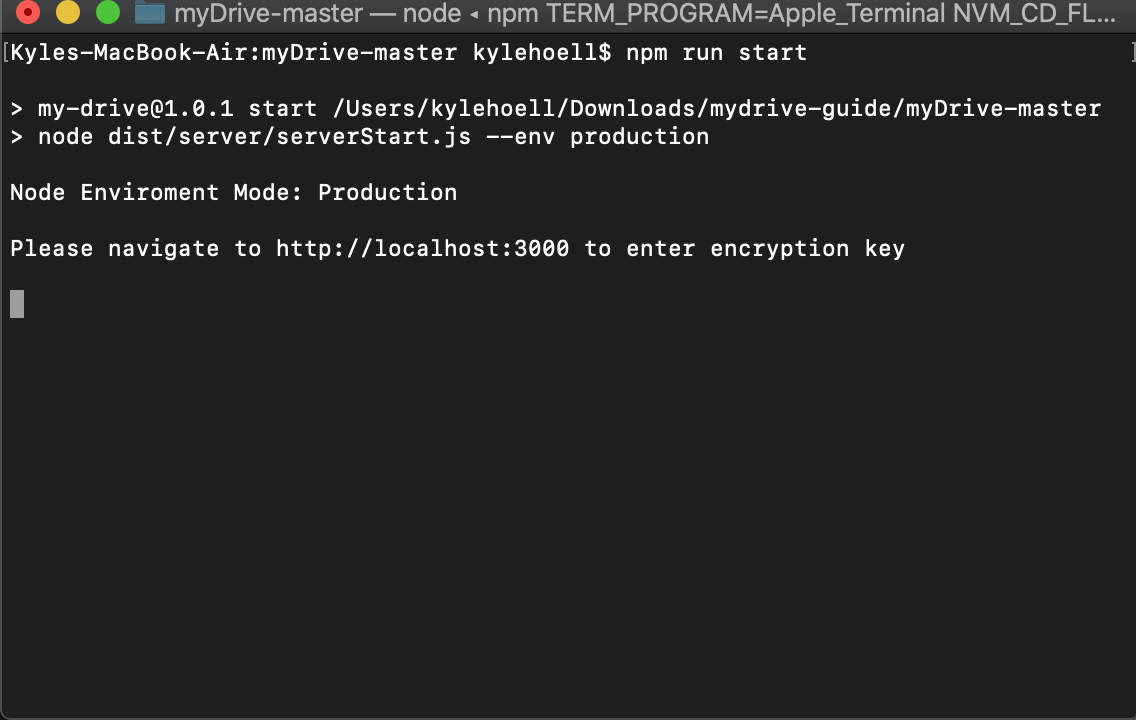 myDrive-master — node ◂ npm TERM_PROGRAM=Apple_Terminal NVM_CD_FL...
[Kyles-MacBook-Air:myDrive-master kylehoell$ npm run start ]
> my-drive@1.0.1 start /Users/kylehoell/Downloads/mydrive-guide/myDrive-master
> node dist/server/serverStart.js --env production
Node Enviroment Mode: Production
Please navigate to http://localhost:3000 to enter encryption key